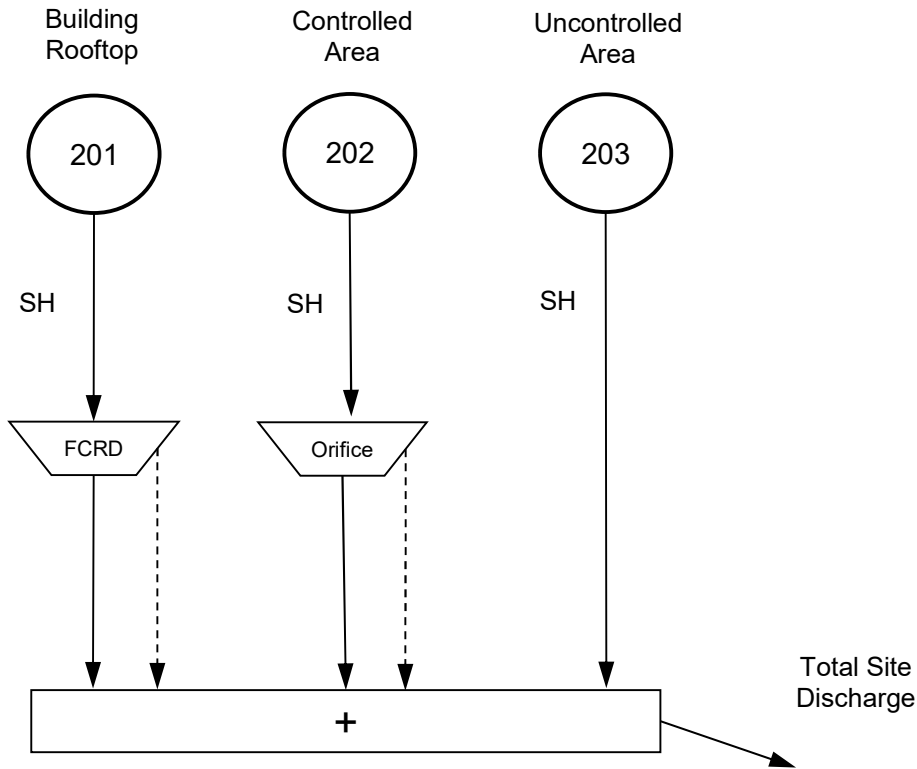 Building
Rooftop
Controlled
Area
Uncontrolled
Area
201
202
203
SH
SH
SH
FCRD
Orifice
Total Site
Discharge
+